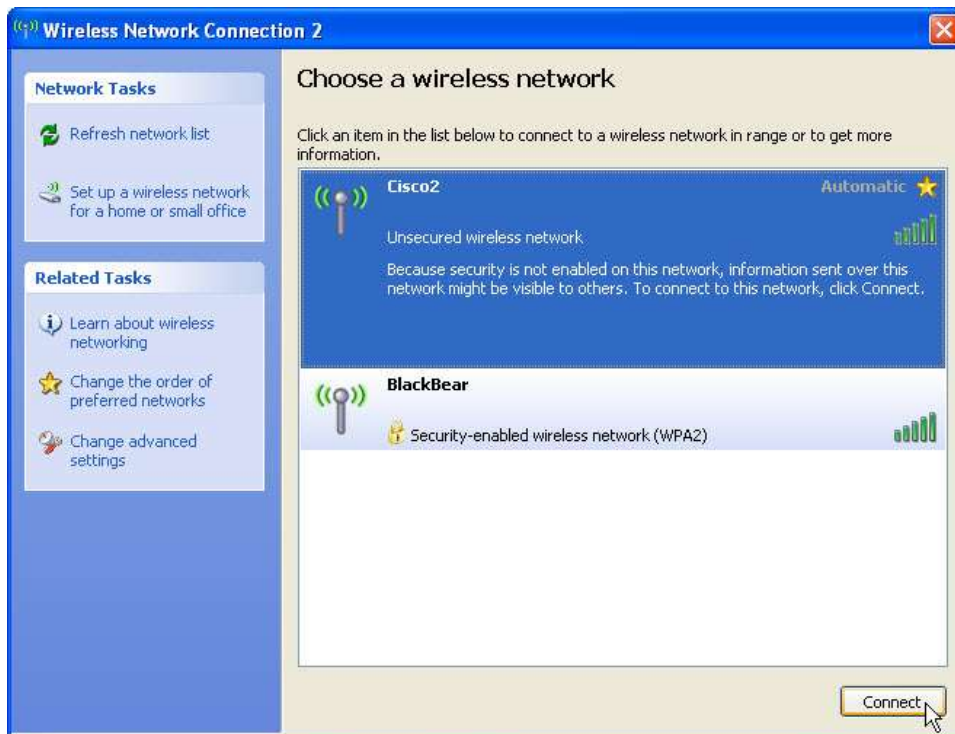 Wireless Network Connection 2
Network Tasks
Refresh network list
Set up a wireless network
for a home or small office
Related Tasks
Learn about wireless
networking
Change the order of
preferred networks
Change advanced
settings
Choose a wireless network
Click an item in the list below to connect to a wireless network in range or to get more
information.
Cisco2
Automatic
Unsecured wireless network
Because security is not enabled on this network, information sent over this
network might be visible to others. To connect to this network, click Connect.
BlackBear
Security-enabled wireless network (WPA2)
Connect